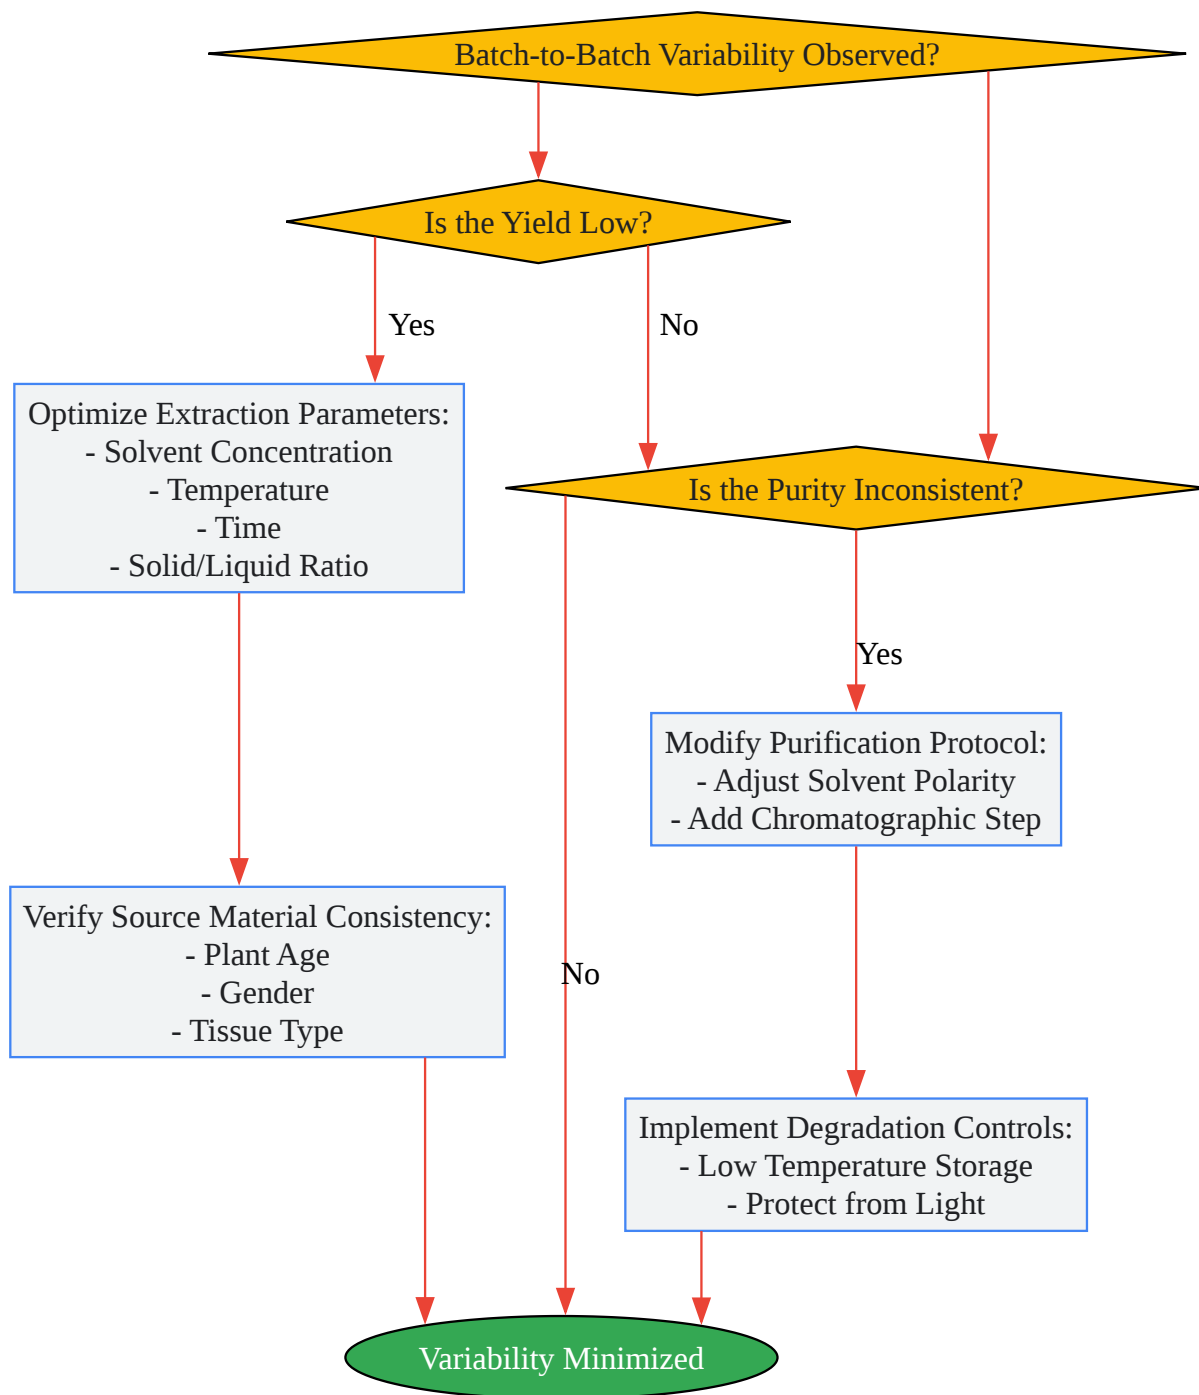 Batch-to-Batch Variability Observed?
Is the Yield Low?
Yes
No
Optimize Extraction Parameters:
- Solvent Concentration
- Temperature
- Time
- Solid/Liquid Ratio
Is the Purity Inconsistent?
Yes
Modify Purification Protocol:
- Adjust Solvent Polarity
- Add Chromatographic Step
Verify Source Material Consistency:
- Plant Age
- Gender
- Tissue Type
No
Implement Degradation Controls:
- Low Temperature Storage
- Protect from Light
Variability Minimized